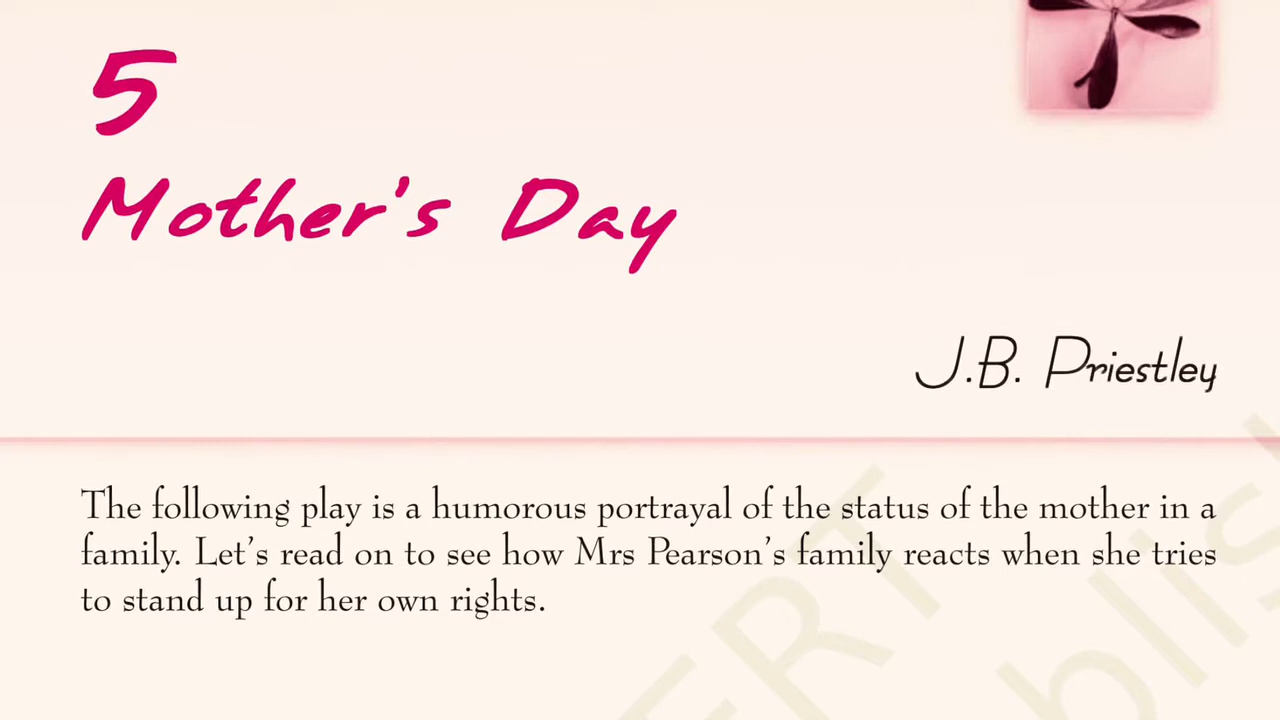 5
Mother's Day
J.B. Priestley
The following play is a humorous portrayal of the status of the mother in a
family. Let's read on to see how Mrs Pearson's family reacts when she tries
to stand up for her own rights.